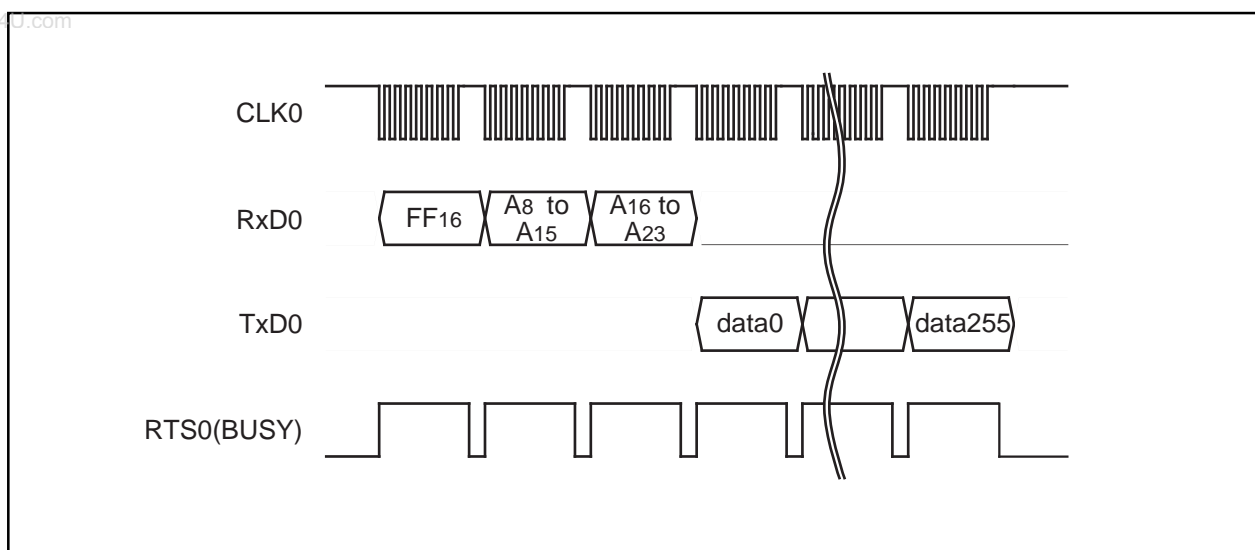 4U.com
CLK0
RxD0
FF16
A8 to
A15
A16 to
A23
TxD0
data0
data255
RTS0(BUSY)